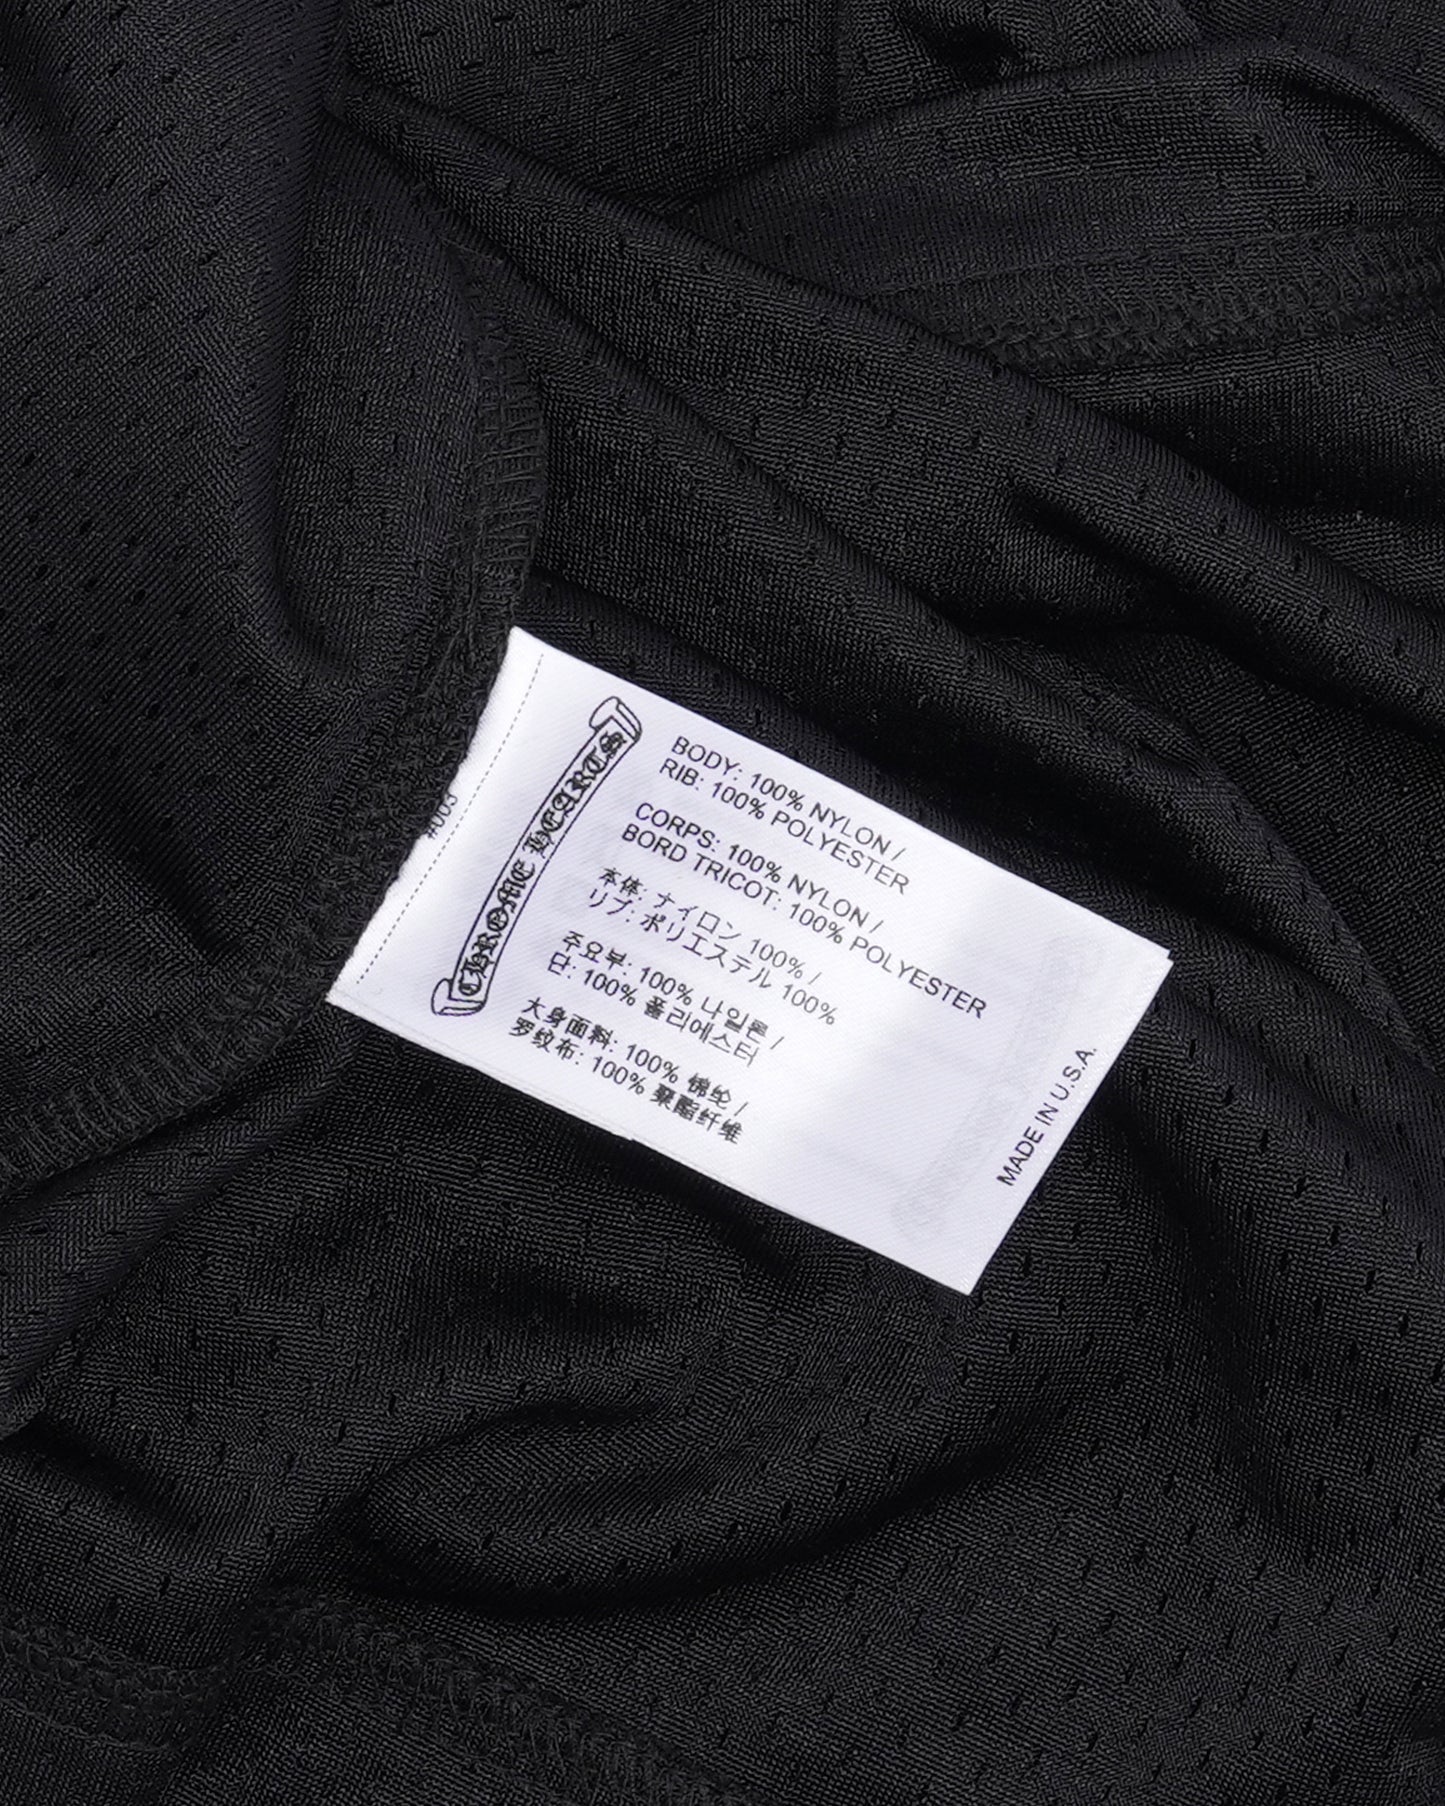 CHROME HEARTS
#003
BODY: 100% NYLON /
RIB: 100% POLYESTER
CORPS: 100% NYLON /
BORD TRICOT: 100% POLYESTER
本体: ナイロン 100% /
リブ: ポリエステル 100%
주요부: 100% 나일론 /
단: 100% 폴리에스터
大身面料: 100% 锦纶 /
罗纹布: 100% 聚酯纤维
MADE IN U.S.A.